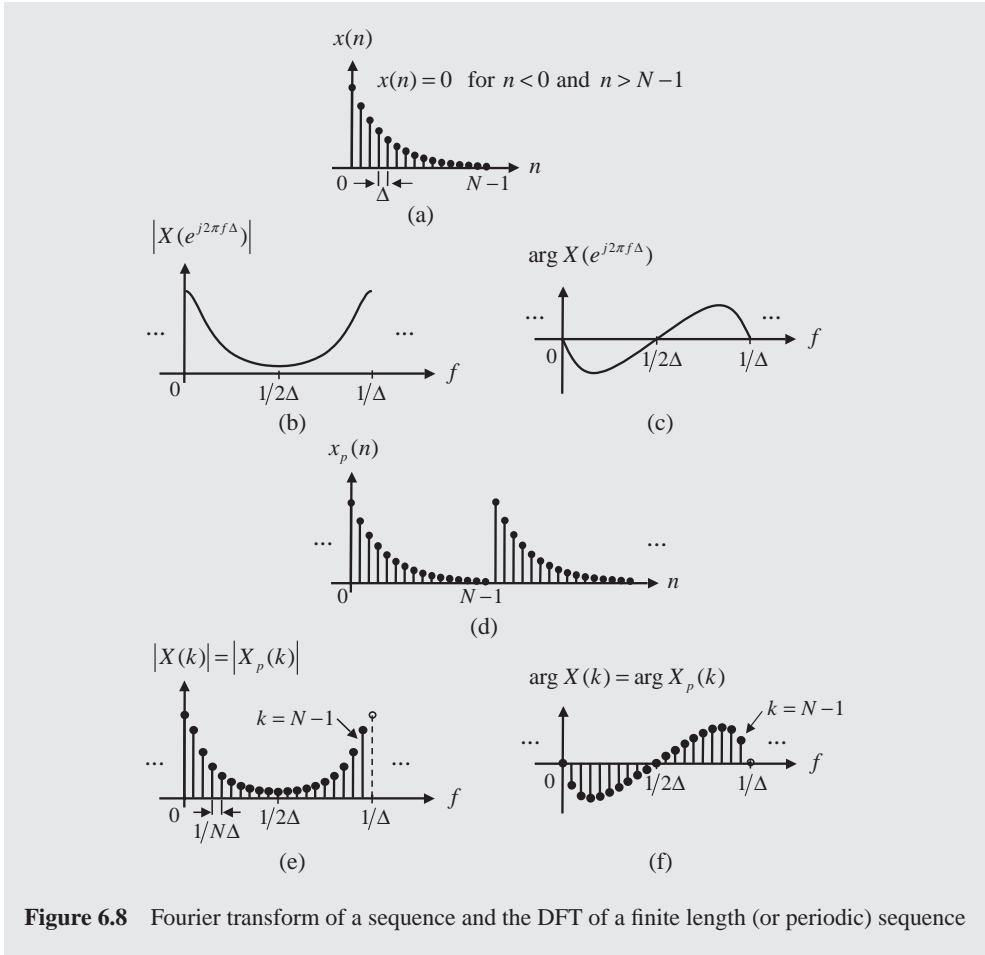 x(n)
x(n) = 0 for n < 0 and n > N − 1
n
0
Δ
N − 1
(a)
|X(e^{j2πfΔ})|
...
...
f
0
1/2Δ
1/Δ
(b)
arg X(e^{j2πfΔ})
...
...
f
0
1/2Δ
1/Δ
(c)
x_p(n)
...
...
n
0
N − 1
(d)
|X(k)| = |X_p(k)|
k = N − 1
...
...
f
0
1/NΔ
1/2Δ
1/Δ
(e)
arg X(k) = arg X_p(k)
k = N − 1
...
...
f
0
1/2Δ
1/Δ
(f)
Figure 6.8 Fourier transform of a sequence and the DFT of a finite length (or periodic) sequence